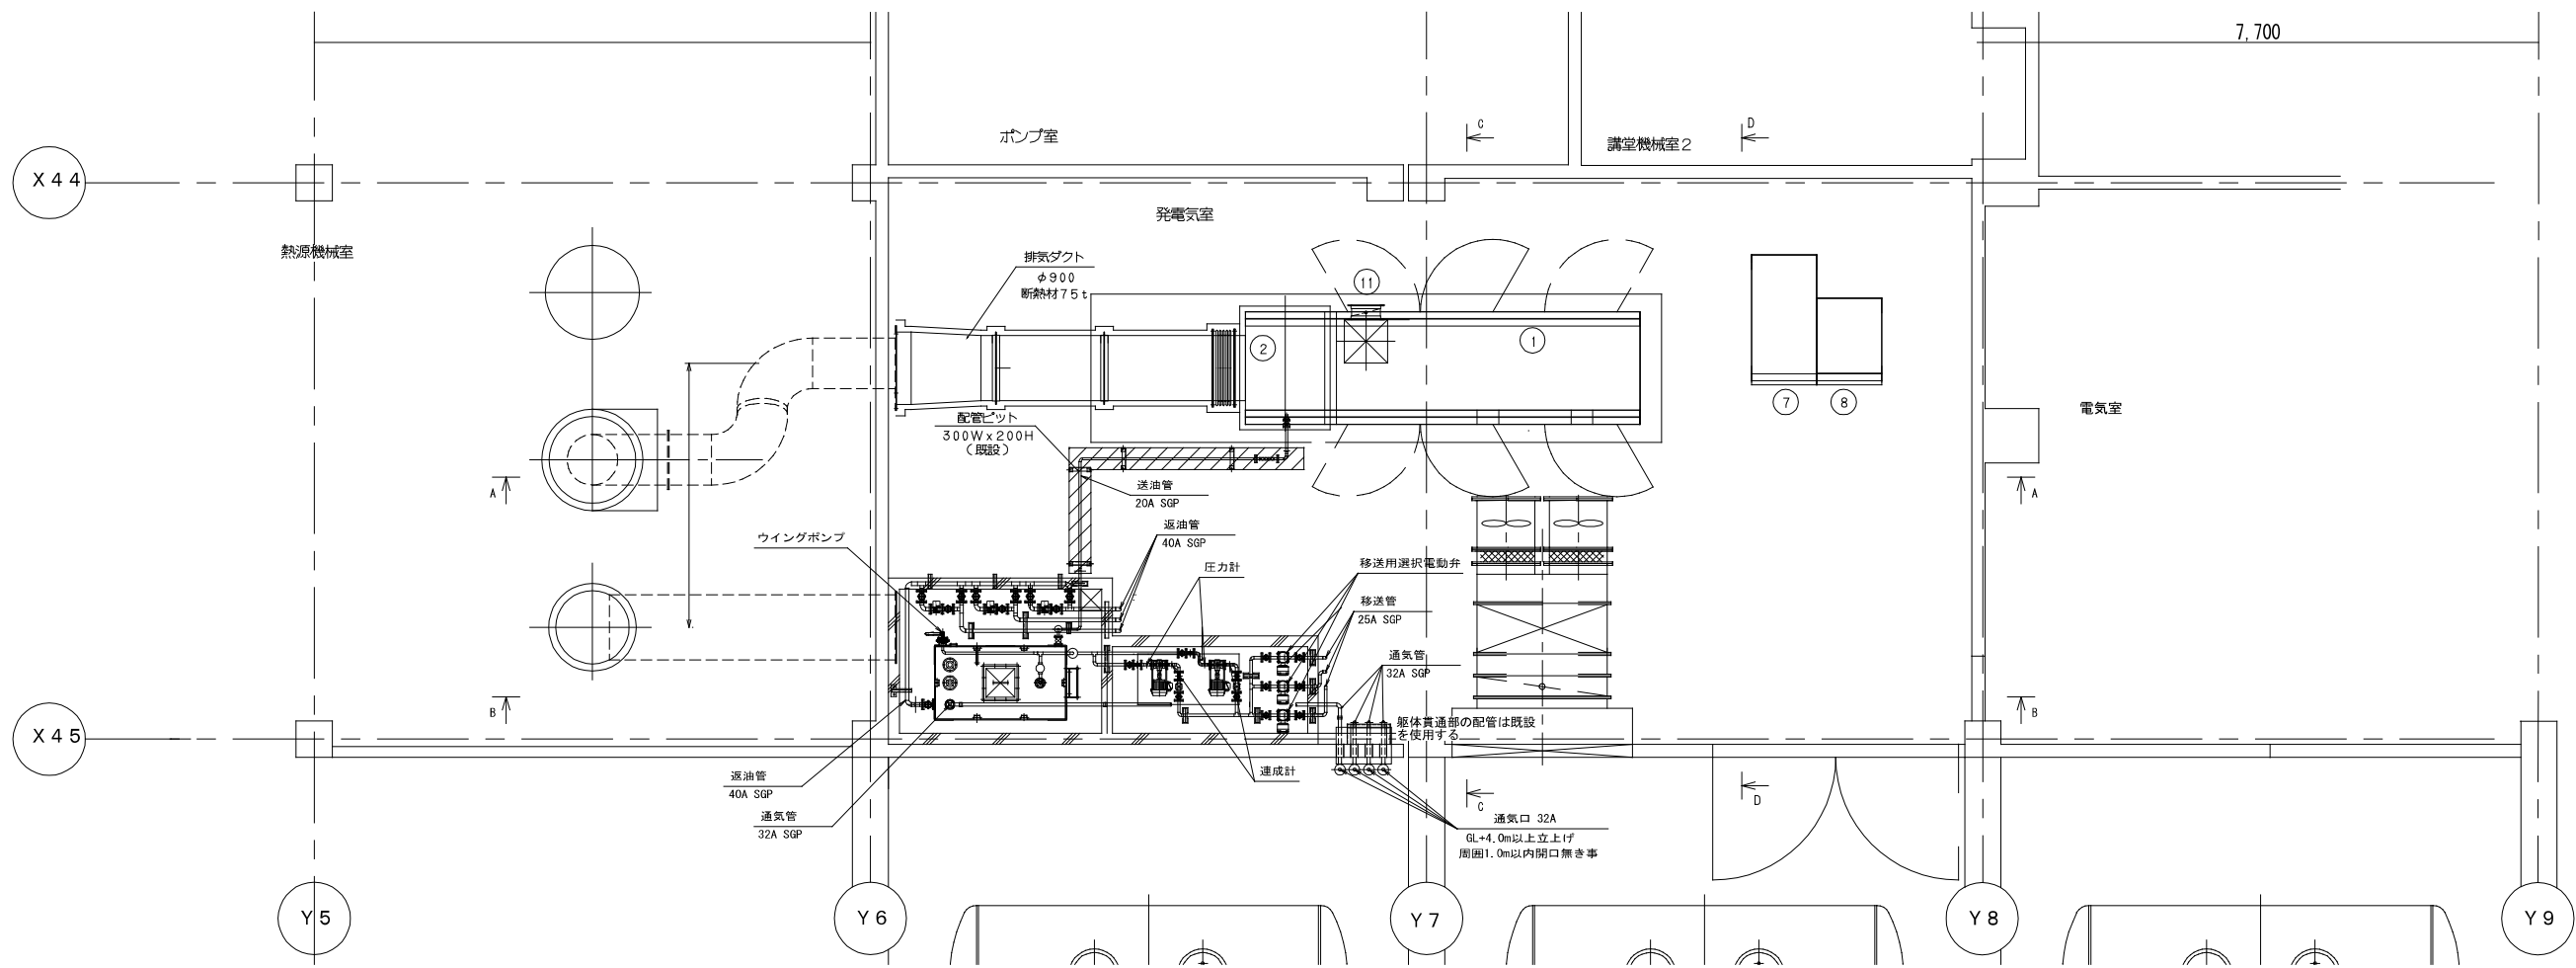 7,700
ポンプ室
C
D
講堂機械室2
X44
発電気室
熱源機械室
排気ダクト
φ900
断熱材75t
11
2
1
7
8
電気室
配管ピット
300Wx200H
(既設)
A
A
送油管
20A SGP
返油管
40A SGP
ウイングポンプ
圧力計
移送用選択電動弁
移送管
25A SGP
通気管
32A SGP
B
B
躯体貫通部の配管は既設
を使用する
X45
返油管
40A SGP
連成計
C
D
通気管
32A SGP
通気口 32A
GL+4.0m以上立上げ
周囲1.0m以内開口無き事
Y5
Y6
Y7
Y8
Y9